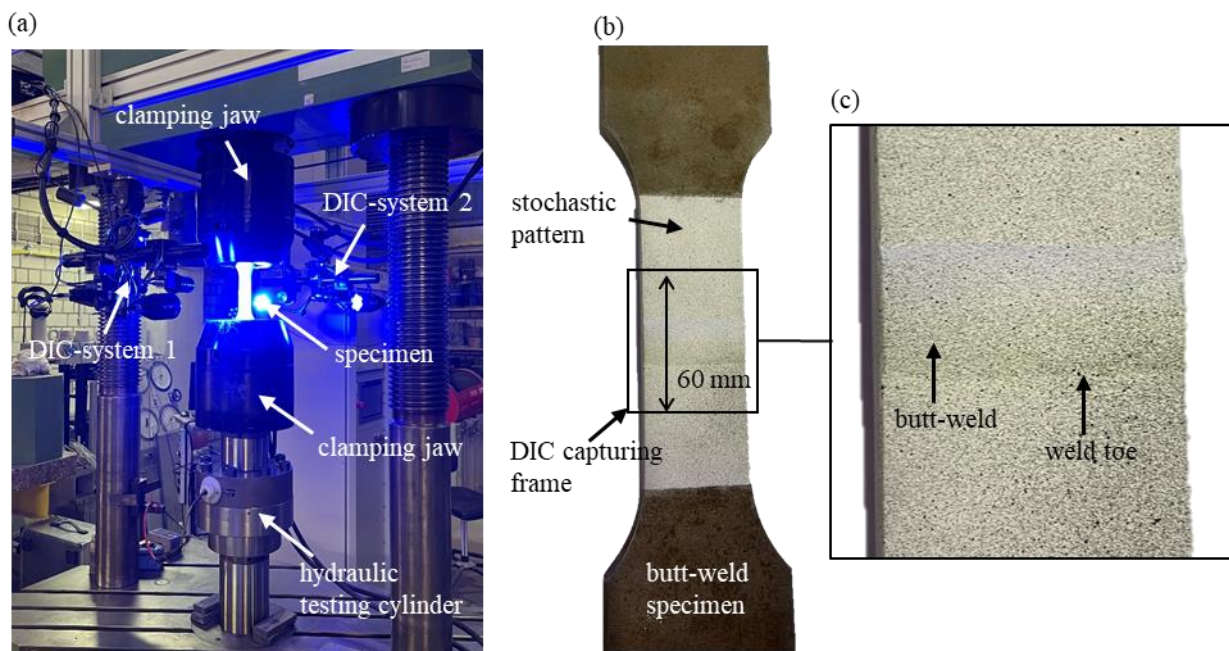 (a)
clamping jaw
DIC-system 2
DIC-system 1
specimen
clamping jaw
hydraulic
testing cylinder
(b)
stochastic
pattern
60 mm
DIC capturing
frame
butt-weld
specimen
(c)
butt-weld
weld toe